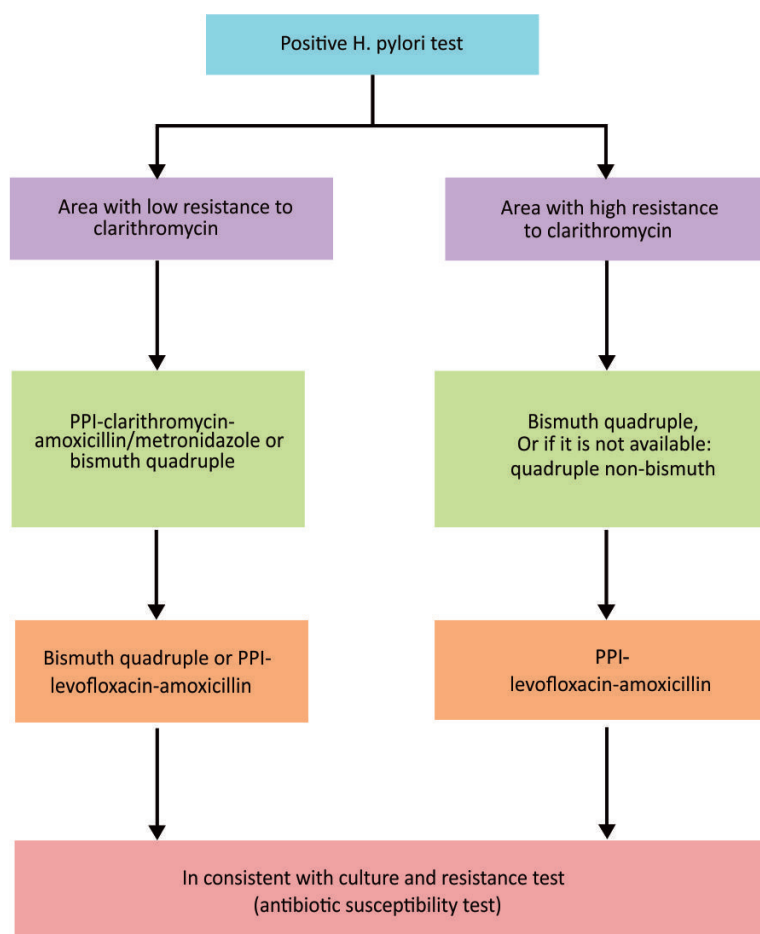 Positive H. pylori test
Area with low resistance to
clarithromycin
Area with high resistance
to clarithromycin
PPI-clarithromycin-
amoxicillin/metronidazole or
bismuth quadruple
Bismuth quadruple,
Or if it is not available:
quadruple non-bismuth
Bismuth quadruple or PPI-
levofloxacin-amoxicillin
PPI-
levofloxacin-amoxicillin
In consistent with culture and resistance test
(antibiotic susceptibility test)